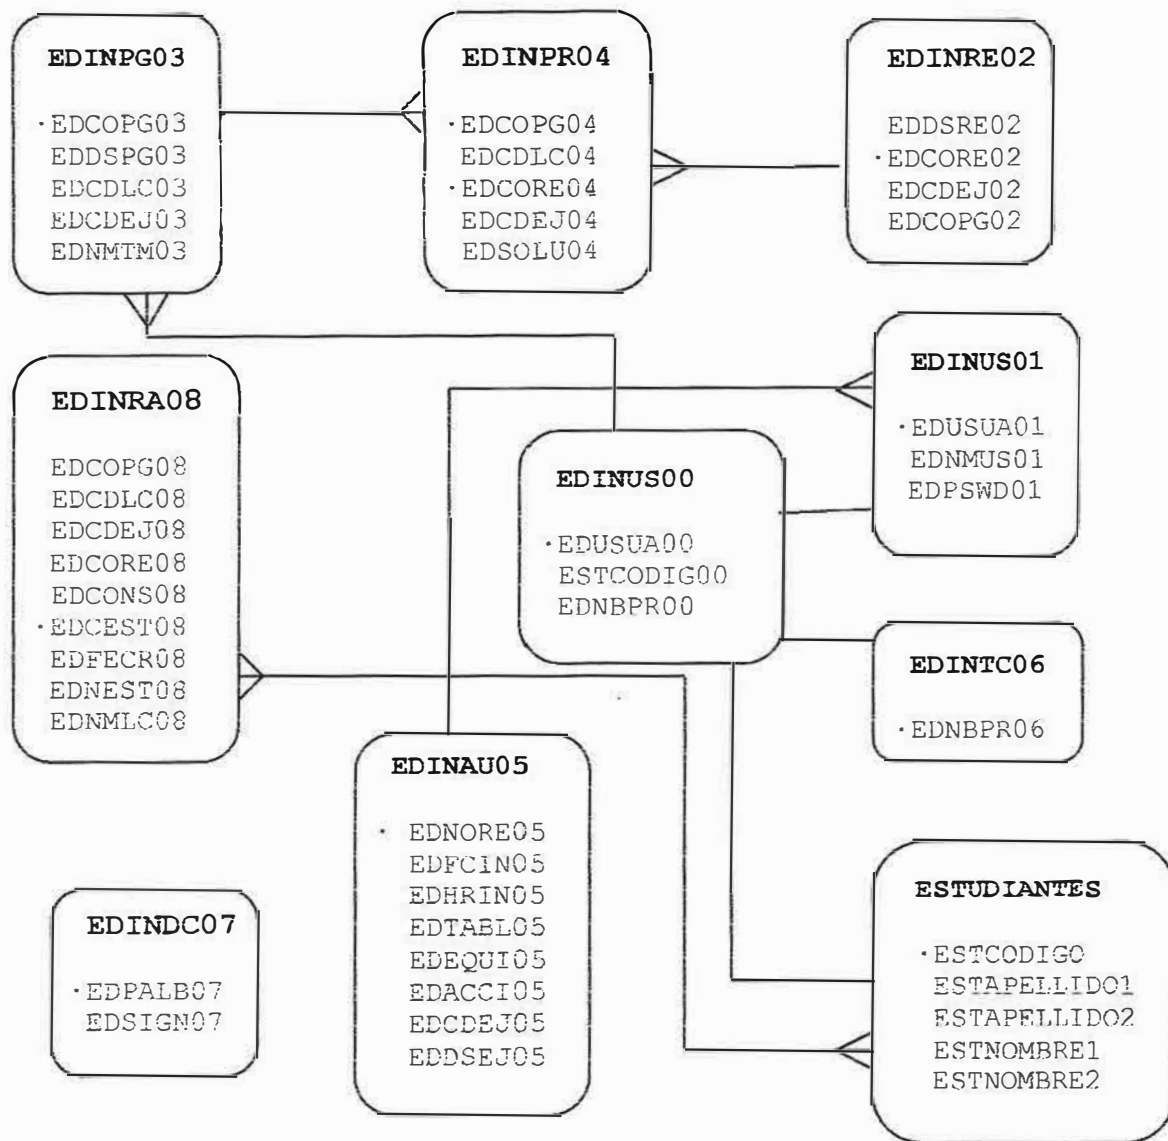 EDINPG03
·EDCOPG03
EDDSPG03
EDCDLC03
EDCDEJ03
EDNMTM03
EDINPR04
·EDCOPG04
EDCDLC04
·EDCORE04
EDCDEJ04
EDSOLU04
EDINRE02
EDDSRE02
·EDCORE02
EDCDEJ02
EDCOPG02
EDINRA08
EDCOPG08
EDCDLC08
EDCDEJ08
EDCORE08
EDCONS08
·EDCEST08
EDFECR08
EDNEST08
EDNMLC08
EDINUS00
·EDUSUA00
ESTCODIG00
EDNBPR00
EDINUS01
·EDUSUA01
EDNMUS01
EDPSWD01
EDINTC06
·EDNBPR06
EDINAU05
· EDNORE05
EDFCIN05
EDHRIN05
EDTABL05
EDEQUI05
EDACCI05
EDCDEJ05
EDDSEJ05
EDINDC07
·EDPALB07
EDSIGN07
ESTUDIANTES
·ESTCODIGO
ESTAPELLIDO1
ESTAPELLIDO2
ESTNOMBRE1
ESTNOMBRE2